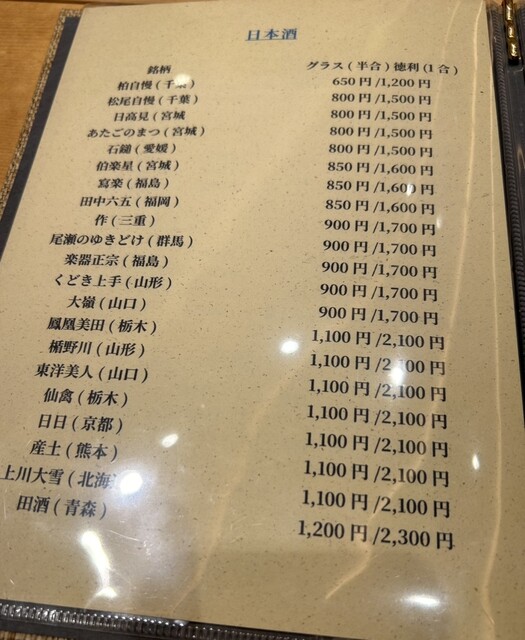 日本酒
銘柄 グラス (半合) 徳利 (1合)
柏自慢 (千葉) 650円/1,200円
松尾自慢 (千葉) 800円/1,500円
日高見 (宮城 800円/1,500円
あたごのまつ (宮城) 800円/1,500円
石鎚 (愛媛) 800円/1,500円
伯楽星 (宮城) 850円/1,600円
寫楽 (福島) 850円/1,600円
田中六五 (福岡) 850円/1,600円
作 (三重) 900円/1,700円
尾瀬のゆきどけ (群馬) 900円/1,700円
楽器正宗 (福島) 900円/1,700円
くどき上手 (山形) 900円/1,700円
大嶺 (山口) 900円/1,700円
鳳凰美田 (栃木) 1,100円/2,100円
楯野川 (山形) 1,100円/2,100円
東洋美人 (山口) 1,100円/2,100円
仙禽 (栃木) 1,100円/2,100円
日日 (京都) 1,100円/2,100円
産土 (熊本) 1,100円/2,100円
上川大雪 (北海 1,100円/2,100円
田酒 (青森) 1,200円/2,300円